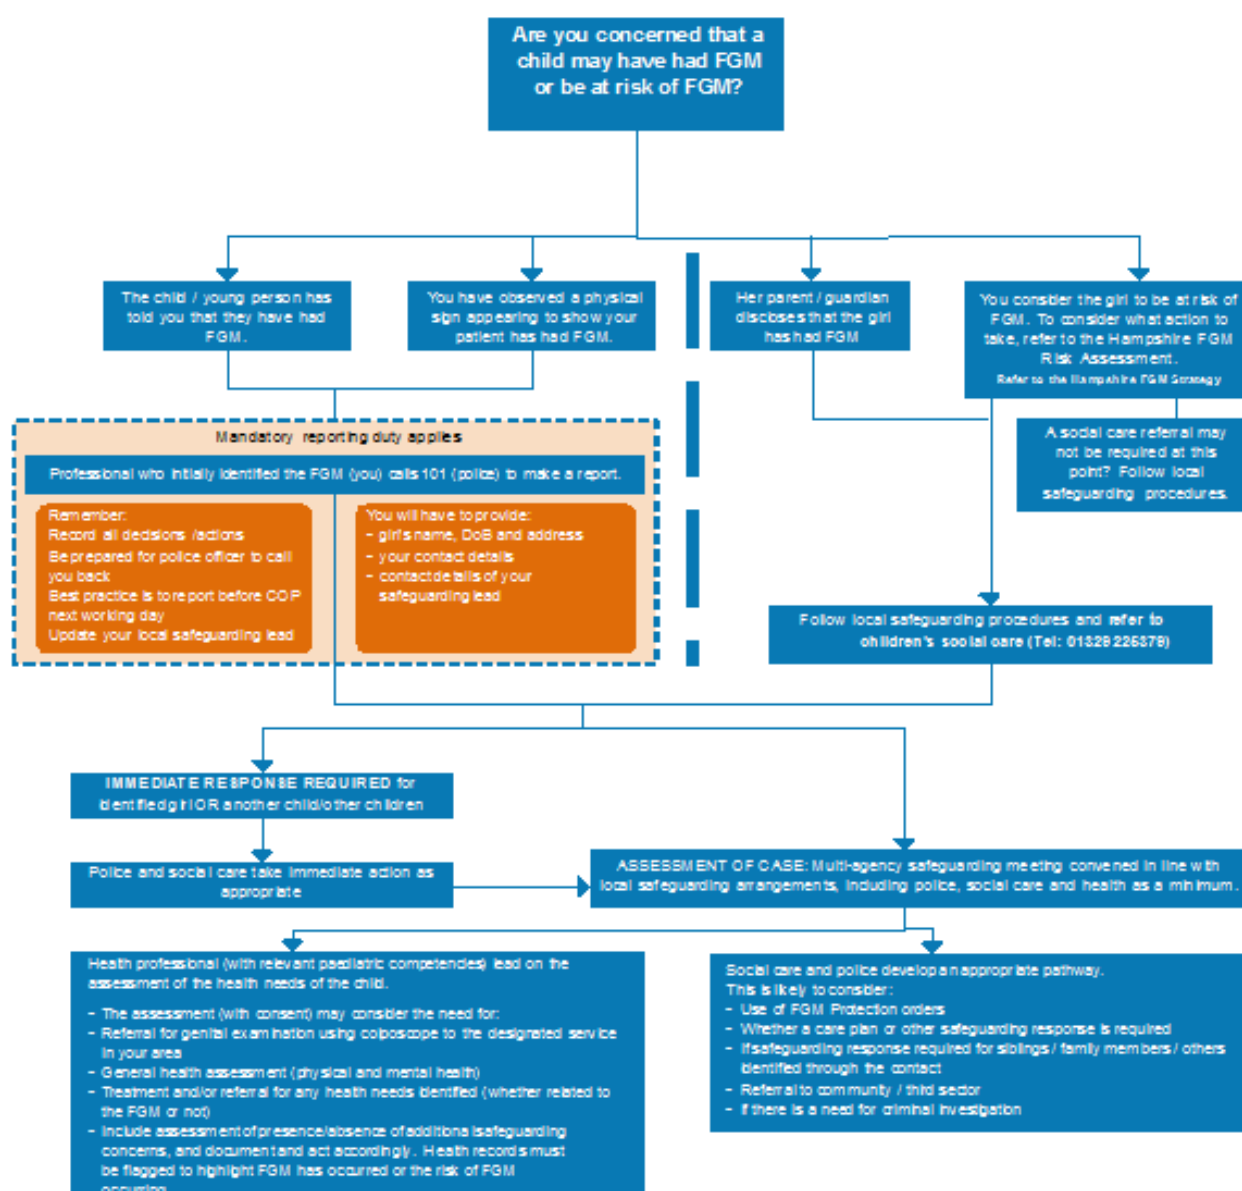 Are you concerned that a
child may have had FGM
or be at risk of FGM?
The child / young person has
told you that they have had
FGM.
You have observed a physical
sign appearing to show your
patient has had FGM.
Her parent / guardian
discloses that the girl
has had FGM
You consider the girl to be at risk of
FGM. To consider what action to
take, refer to the Hampshire FGM
Risk Assessment.
Refer to the Hampshire FGM Strategy
A social care referral may
not be required at this
point? Follow local
safeguarding procedures.
Mandatory reporting duty applies
Professional who initially identified the FGM (you) calls 101 (police) to make a report.
Remember:
Record all decisions /actions
Be prepared for police officer to call
you back
Best practice is to report before COP
next working day
Update your local safeguarding lead
You will have to provide:
- girl's name, DoB and address
- your contact details
- contact details of your
safeguarding lead
Follow local safeguarding procedures and refer to
children's social care (Tel: 01329 225379)
IMMEDIATE RESPONSE REQUIRED for
identified girl OR another child/other children
Police and social care take immediate action as
appropriate
ASSESSMENT OF CASE: Multi-agency safeguarding meeting convened in line with
local safeguarding arrangements, including police, social care and health as a minimum.
Health professional (with relevant paediatric competencies) lead on the
assessment of the health needs of the child.
- The assessment (with consent) may consider the need for:
- Referral for genital examination using colposcope to the designated service
in your area
- General health assessment (physical and mental health)
- Treatment and/or referral for any health needs identified (whether related to
the FGM or not)
- Include assessment of presence/absence of additional safeguarding
concerns, and document and act accordingly. Health records must
be flagged to highlight FGM has occurred or the risk of FGM
occurring
Social care and police develop an appropriate pathway.
This is likely to consider:
- Use of FGM Protection orders
- Whether a care plan or other safeguarding response is required
- If safeguarding response required for siblings / family members / others
identified through the contact
- Referral to community / third sector
- If there is a need for criminal investigation